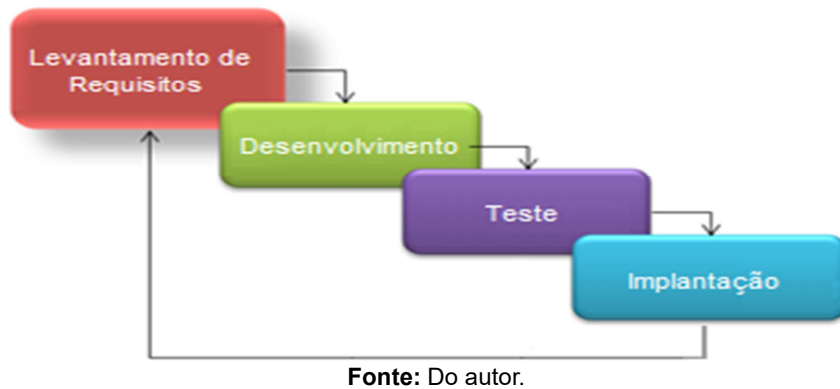 Levantamento de
Requisitos
Desenvolvimento
Teste
Implantação
Fonte: Do autor.